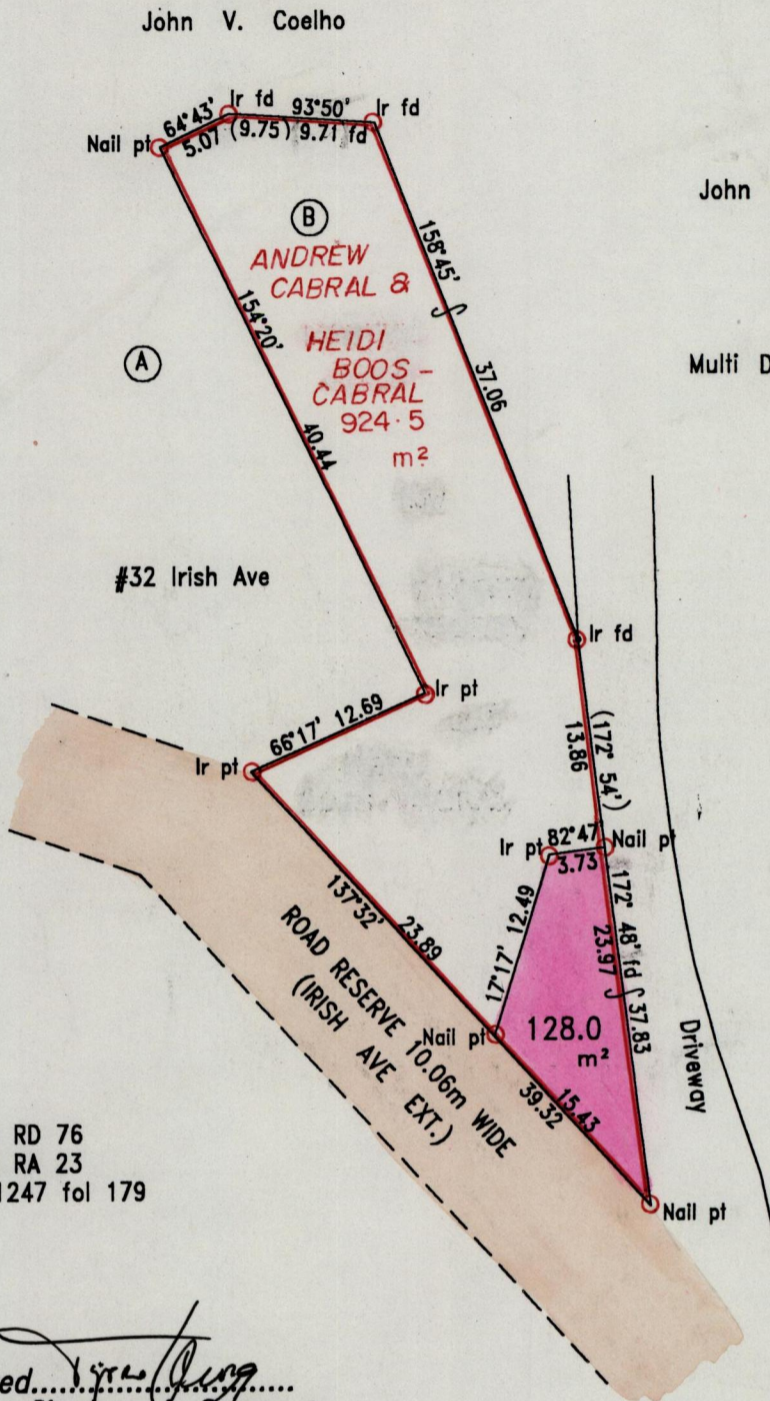 John V. Coelho
Ir fd
93°50'
Ir fd
64°43'
Nail pt
5.07
(9.75) 9.71 fd
John
B
ANDREW
CABRAL &
HEIDI
BOOS-
CABRAL
924·5
m²
158°45'
37.06
154°20'
40.44
A
Multi D
#32 Irish Ave
Ir fd
Ir pt
66°17' 12.69
Ir pt
13.86
(172° 54')
82°47
Ir pt
Nail pt
3.73
137°32' 23.89
17°17' 12.49
172° 48' fd
23.97
37.83
ROAD RESERVE 10.06m WIDE
(IRISH AVE EXT.)
Nail pt
128.0
m²
39.32
15.43
Driveway
Nail pt
RD 76
RA 23
1247 fol 179
ed